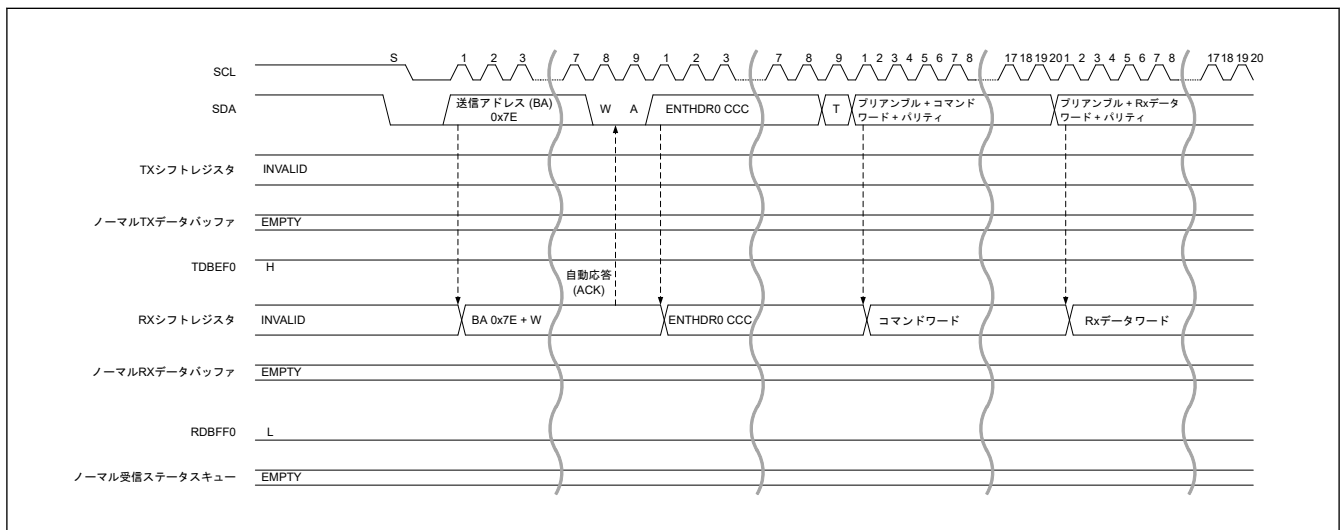 S 1 2 3 7 8 9 1 2 3 7 8 9 1 2 3 4 5 6 7 8 17 18 19 20 1 2 3 4 5 6 7 8 17 18 19 20
SCL
SDA
送信アドレス (BA)
0x7E
W
A
ENTHDR0 CCC
T
プリアンブル + コマンド
ワード + パリティ
プリアンブル + Rxデータ
ワード + パリティ
TXシフトレジスタ
INVALID
ノーマルTXデータバッファ
EMPTY
TDBEF0
H
自動応答
(ACK)
RXシフトレジスタ
INVALID
BA 0x7E + W
ENTHDR0 CCC
コマンドワード
Rxデータワード
ノーマルRXデータバッファ
EMPTY
RDBFF0
L
ノーマル受信ステータスキュー
EMPTY